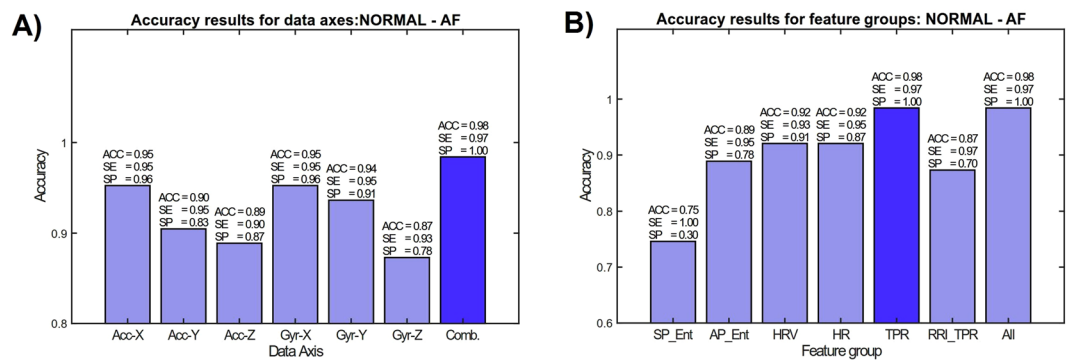 A)
Accuracy results for data axes:NORMAL - AF
Accuracy
1
0.9
0.8
ACC = 0.95
SE = 0.95
SP = 0.96
ACC = 0.90
SE = 0.95
SP = 0.83
ACC = 0.89
SE = 0.90
SP = 0.87
ACC = 0.95
SE = 0.95
SP = 0.96
ACC = 0.94
SE = 0.95
SP = 0.91
ACC = 0.87
SE = 0.93
SP = 0.78
ACC = 0.98
SE = 0.97
SP = 1.00
Acc-X Acc-Y Acc-Z Gyr-X Gyr-Y Gyr-Z Comb.
Data Axis
B)
Accuracy results for feature groups: NORMAL - AF
Accuracy
1
0.9
0.8
0.7
0.6
ACC = 0.75
SE = 1.00
SP = 0.30
ACC = 0.89
SE = 0.95
SP = 0.78
ACC = 0.92
SE = 0.93
SP = 0.91
ACC = 0.92
SE = 0.95
SP = 0.87
ACC = 0.98
SE = 0.97
SP = 1.00
ACC = 0.87
SE = 0.97
SP = 0.70
ACC = 0.98
SE = 0.97
SP = 1.00
SP_Ent AP_Ent HRV HR TPR RRI_TPR All
Feature group